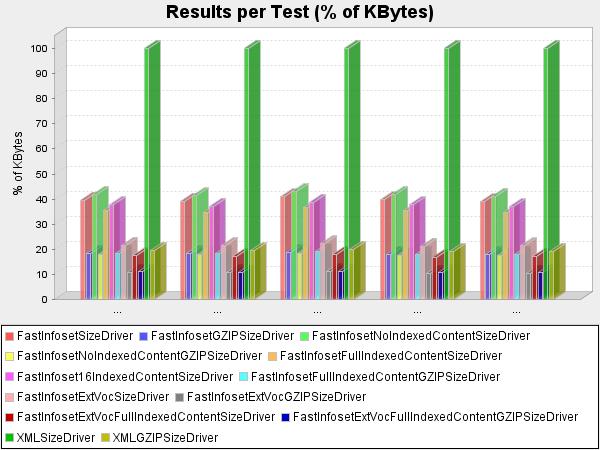 Results per Test (% of KBytes)
% of KBytes
100
90
80
70
60
50
40
30
20
10
0
... ... ... ... ...
FastInfosetSizeDriver FastInfosetGZIPSizeDriver FastInfosetNoIndexedContentSizeDriver
FastInfosetNoIndexedContentGZIPSizeDriver FastInfosetFullIndexedContentSizeDriver
FastInfoset16IndexedContentSizeDriver FastInfosetFullIndexedContentGZIPSizeDriver
FastInfosetExtVocSizeDriver FastInfosetExtVocGZIPSizeDriver
FastInfosetExtVocFullIndexedContentSizeDriver FastInfosetExtVocFullIndexedContentGZIPSizeDriver
XMLSizeDriver XMLGZIPSizeDriver